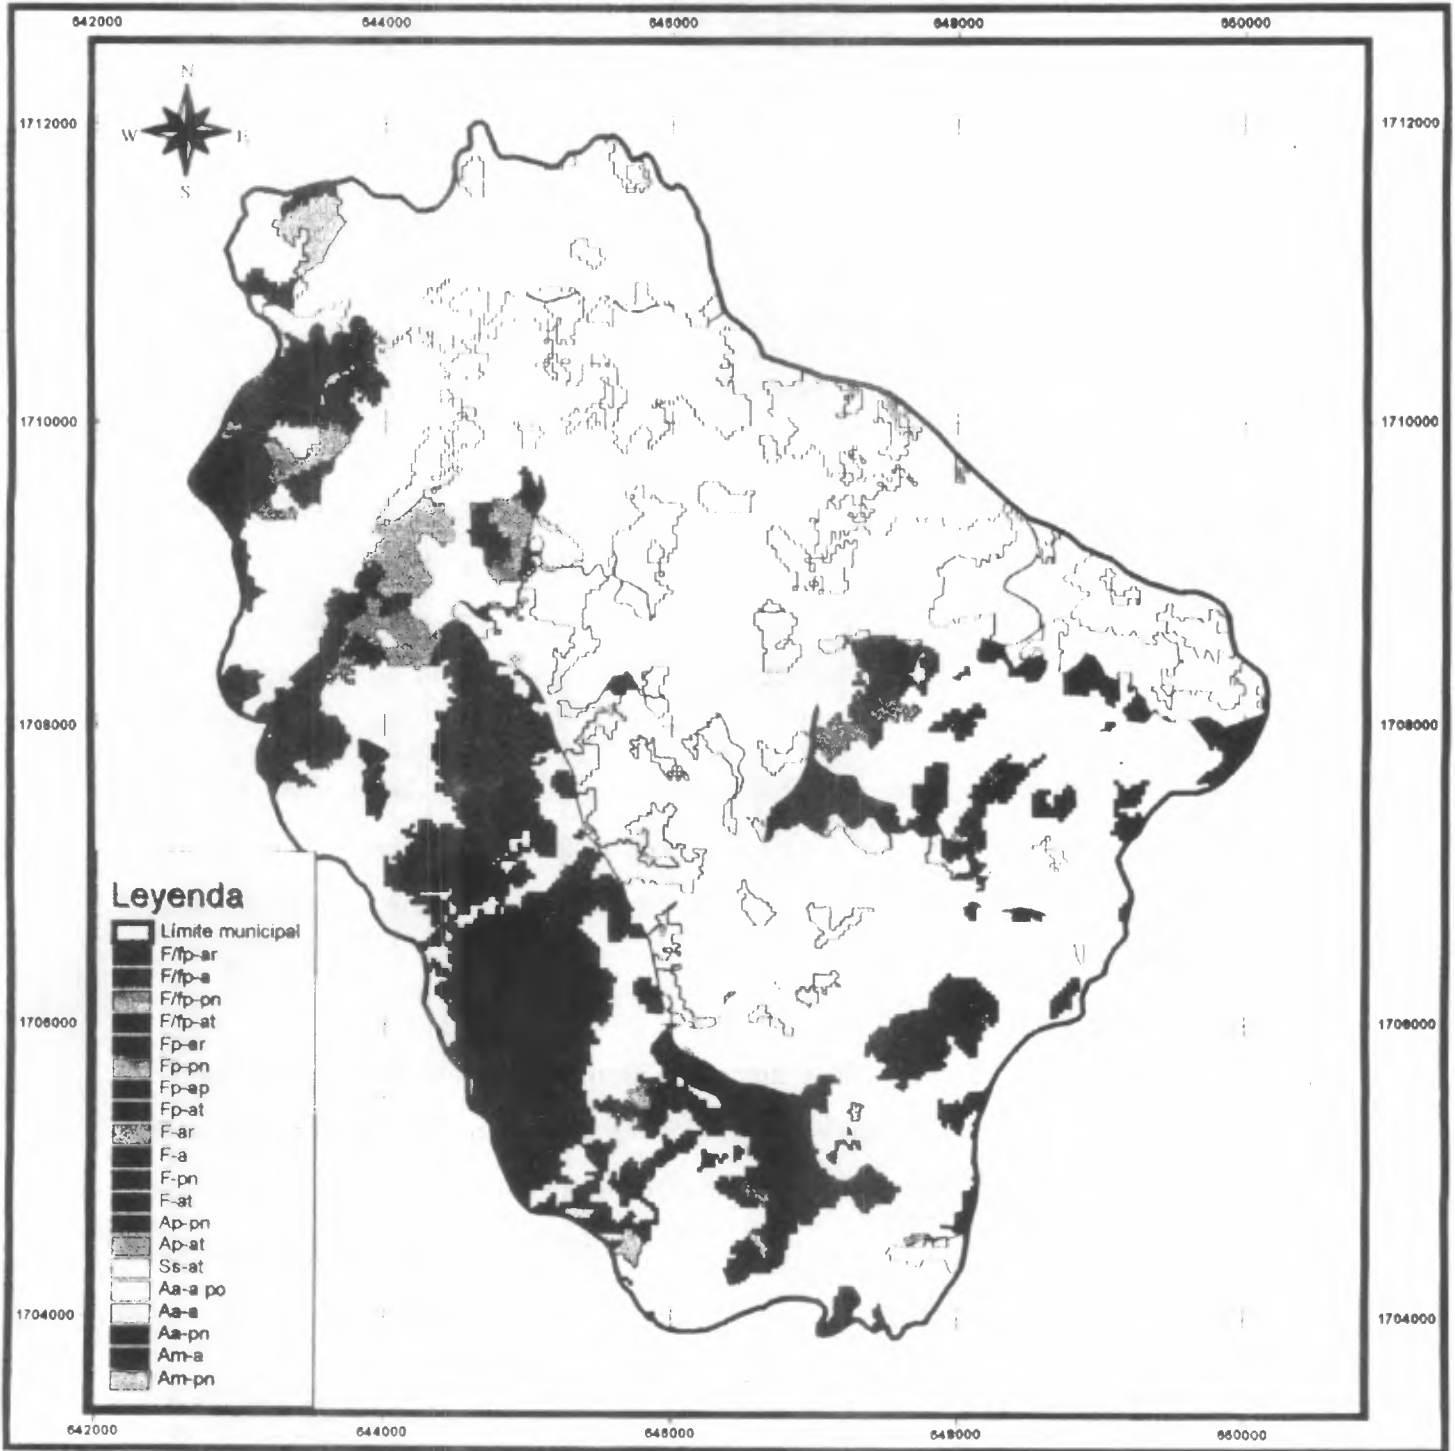 642000 644000 646000 648000 650000
N
1712000 W E 1712000
S
1710000 1710000
1708000 1708000
Leyenda
Límite municipal
F/fp-ar
F/fp-a
F/fp-pn
1706000 F/fp-at 1706000
Fp-ar
Fp-pn
Fp-ap
Fp-at
F-ar
F-a
F-pn
F-at
Ap-pn
Ap-at
Ss-at
Aa-a po
1704000 Aa-a 1704000
Aa-pn
Am-a
Am-pn
642000 644000 646000 648000 650000